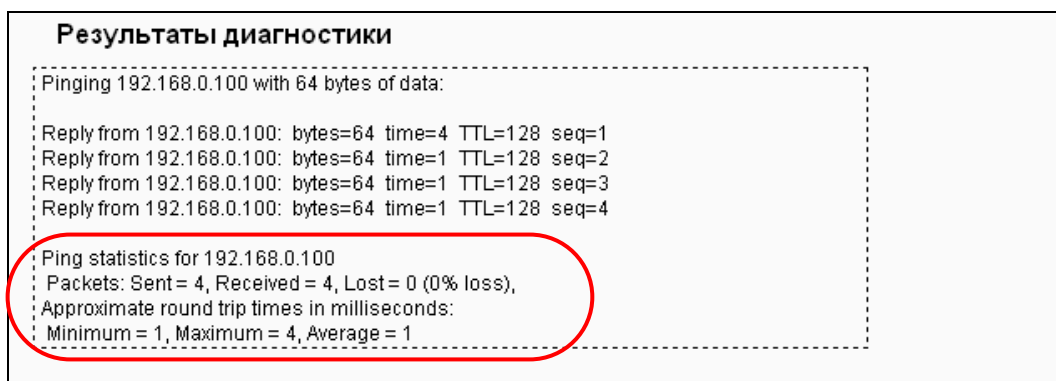 Результаты диагностики
Pinging 192.168.0.100 with 64 bytes of data:
Reply from 192.168.0.100: bytes=64 time=4 TTL=128 seq=1
Reply from 192.168.0.100: bytes=64 time=1 TTL=128 seq=2
Reply from 192.168.0.100: bytes=64 time=1 TTL=128 seq=3
Reply from 192.168.0.100: bytes=64 time=1 TTL=128 seq=4
Ping statistics for 192.168.0.100
Packets: Sent = 4, Received = 4, Lost = 0 (0% loss),
Approximate round trip times in milliseconds:
Minimum = 1, Maximum = 4, Average = 1